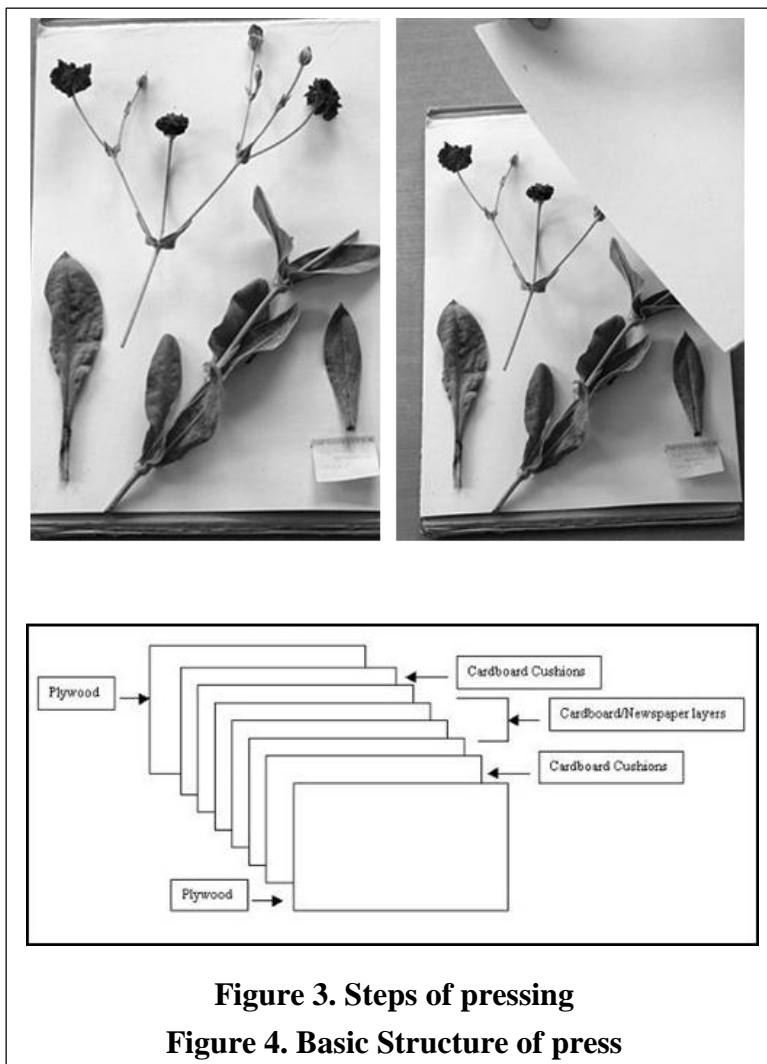 Cardboard Cushions
Plywood
Cardboard/Newspaper layers
Cardboard Cushions
Plywood
Figure 3. Steps of pressing
Figure 4. Basic Structure of press